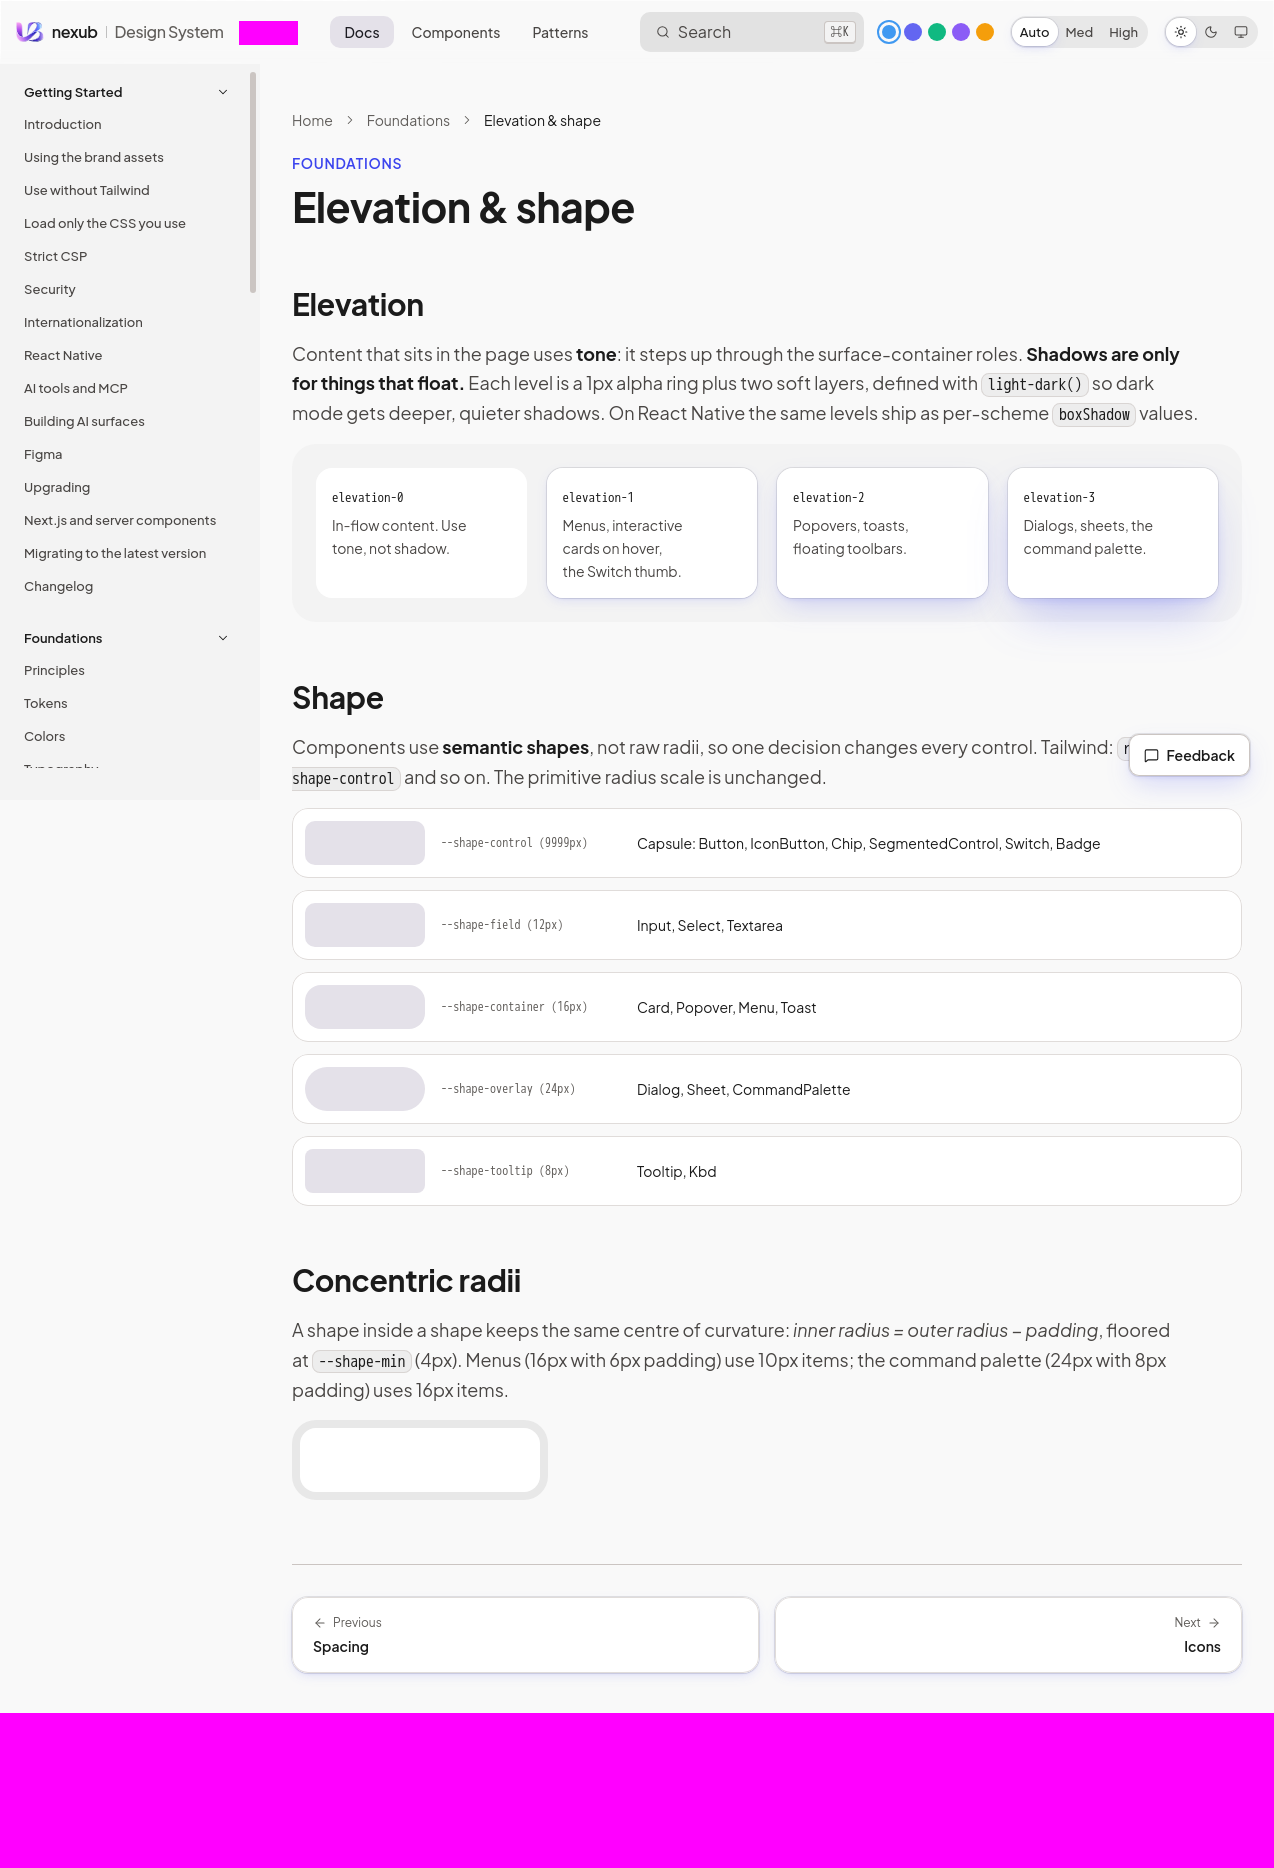 nexub
Design System
Docs
Components
Patterns
Search
⌘K
Auto
Med
High
Getting Started
Introduction
Using the brand assets
Use without Tailwind
Load only the CSS you use
Strict CSP
Security
Internationalization
React Native
AI tools and MCP
Building AI surfaces
Figma
Upgrading
Next.js and server components
Migrating to the latest version
Changelog
Foundations
Principles
Tokens
Colors
Home
Foundations
Elevation & shape
FOUNDATIONS
Elevation & shape
Elevation
Content that sits in the page uses tone: it steps up through the surface-container roles. Shadows are only
for things that float. Each level is a 1px alpha ring plus two soft layers, defined with light-dark() so dark
mode gets deeper, quieter shadows. On React Native the same levels ship as per-scheme boxShadow values.
elevation-0
In-flow content. Use
tone, not shadow.
elevation-1
Menus, interactive
cards on hover,
the Switch thumb.
elevation-2
Popovers, toasts,
floating toolbars.
elevation-3
Dialogs, sheets, the
command palette.
Shape
Components use semantic shapes, not raw radii, so one decision changes every control. Tailwind:
shape-control and so on. The primitive radius scale is unchanged.
Feedback
--shape-control (9999px)
Capsule: Button, IconButton, Chip, SegmentedControl, Switch, Badge
--shape-field (12px)
Input, Select, Textarea
--shape-container (16px)
Card, Popover, Menu, Toast
--shape-overlay (24px)
Dialog, Sheet, CommandPalette
--shape-tooltip (8px)
Tooltip, Kbd
Concentric radii
A shape inside a shape keeps the same centre of curvature: inner radius = outer radius − padding, floored
at --shape-min (4px). Menus (16px with 6px padding) use 10px items; the command palette (24px with 8px
padding) uses 16px items.
Previous
Spacing
Next
Icons